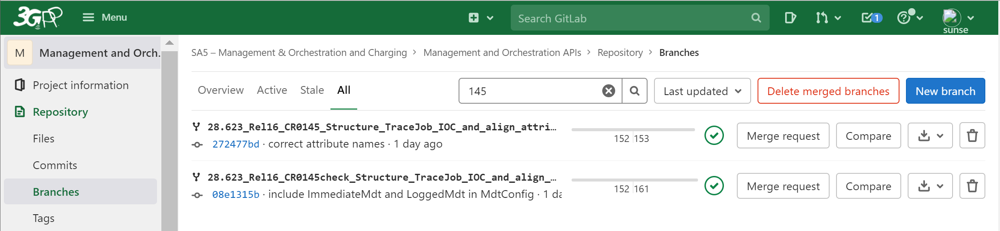 3GPP
Menu
Search GitLab
1
sunse
M
Management and Orch.
SA5 – Management & Orchestration and Charging > Management and Orchestration APIs > Repository > Branches
Project information
Repository
Files
Commits
Branches
Tags
Overview Active Stale All
145
Last updated
Delete merged branches
New branch
28.623_Rel16_CR0145_Structure_TraceJob_IOC_and_align_attri…
272477bd · correct attribute names · 1 day ago
152 153
Merge request
Compare
28.623_Rel16_CR0145check_Structure_TraceJob_IOC_and_align_…
08e1315b · include ImmediateMdt and LoggedMdt in MdtConfig · 1 da
152 161
Merge request
Compare